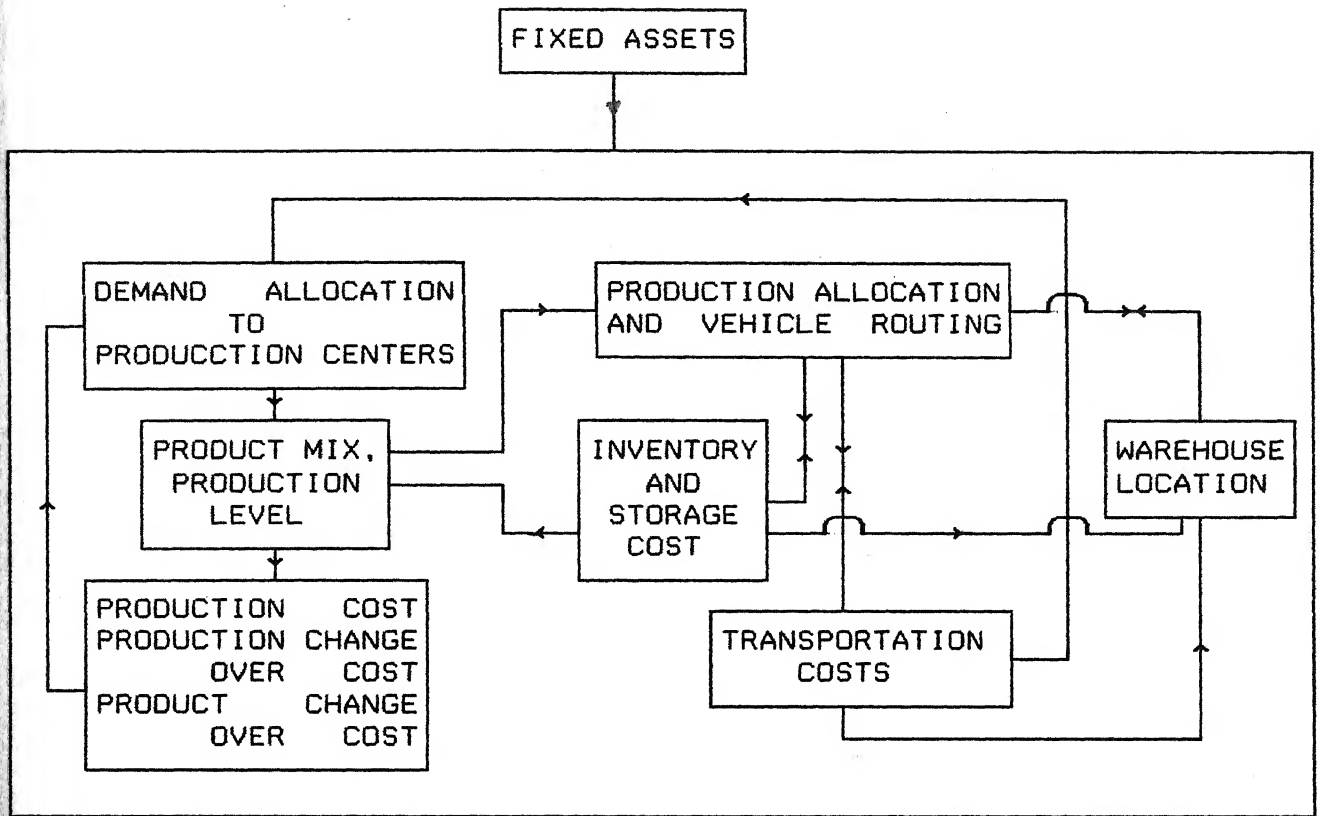 FIXED ASSETS
DEMAND ALLOCATION
TO
PRODUCCTION CENTERS
PRODUCTION ALLOCATION
AND VEHICLE ROUTING
PRODUCT MIX,
PRODUCTION
LEVEL
INVENTORY
AND
STORAGE
COST
WAREHOUSE
LOCATION
PRODUCTION COST
PRODUCTION CHANGE
OVER COST
PRODUCT CHANGE
OVER COST
TRANSPORTATION
COSTS